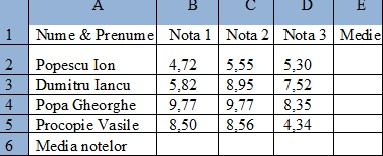 A B C D E
1 Nume & Prenume Nota 1 Nota 2 Nota 3 Medie
2 Popescu Ion 4,72 5,55 5,30
3 Dumitru Iancu 5,82 8,95 7,52
4 Popa Gheorghe 9,77 9,77 8,35
5 Procopie Vasile 8,50 8,56 4,34
6 Media notelor